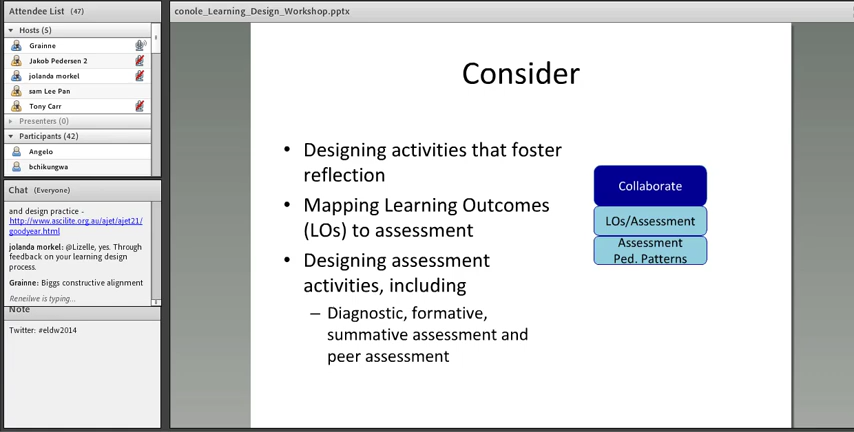 Attendee List (47)
Hosts (5)
Grainne
Jakob Pedersen 2
jolanda morkel
sam Lee Pan
Tony Carr
Presenters (0)
Participants (42)
Angelo
bchikungwa
Chat (Everyone)
and design practice -
http://www.ascilite.org.au/ajet/ajet21/
goodyear.html
jolanda morkel: @Lizelle, yes. Through
feedback on your learning design
process.
Grainne: Biggs constructive alignment
Reneilwe is typing...
Note
Twitter: #eldw2014
conole_Learning_Design_Workshop.pptx
Consider
• Designing activities that foster
reflection
• Mapping Learning Outcomes
(LOs) to assessment
• Designing assessment
activities, including
– Diagnostic, formative,
summative assessment and
peer assessment
Collaborate
LOs/Assessment
Assessment
Ped. Patterns